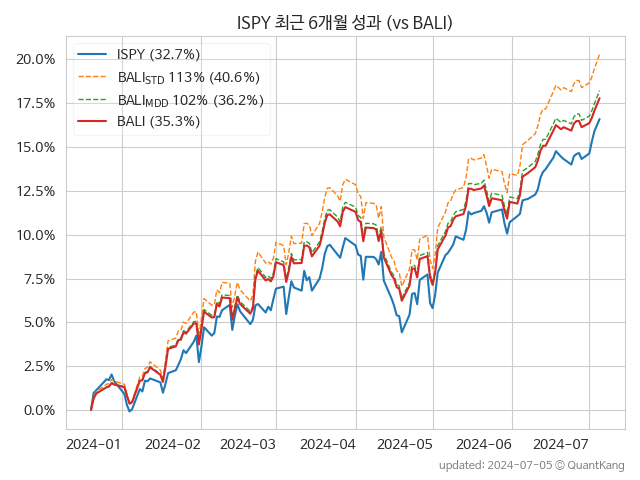 ISPY 최근 6개월 성과 (vs BALI)
ISPY (32.7%)
BALI_STD 113% (40.6%)
BALI_MDD 102% (36.2%)
BALI (35.3%)
20.0%
17.5%
15.0%
12.5%
10.0%
7.5%
5.0%
2.5%
0.0%
2024-01 2024-02 2024-03 2024-04 2024-05 2024-06 2024-07
updated: 2024-07-05 © QuantKang